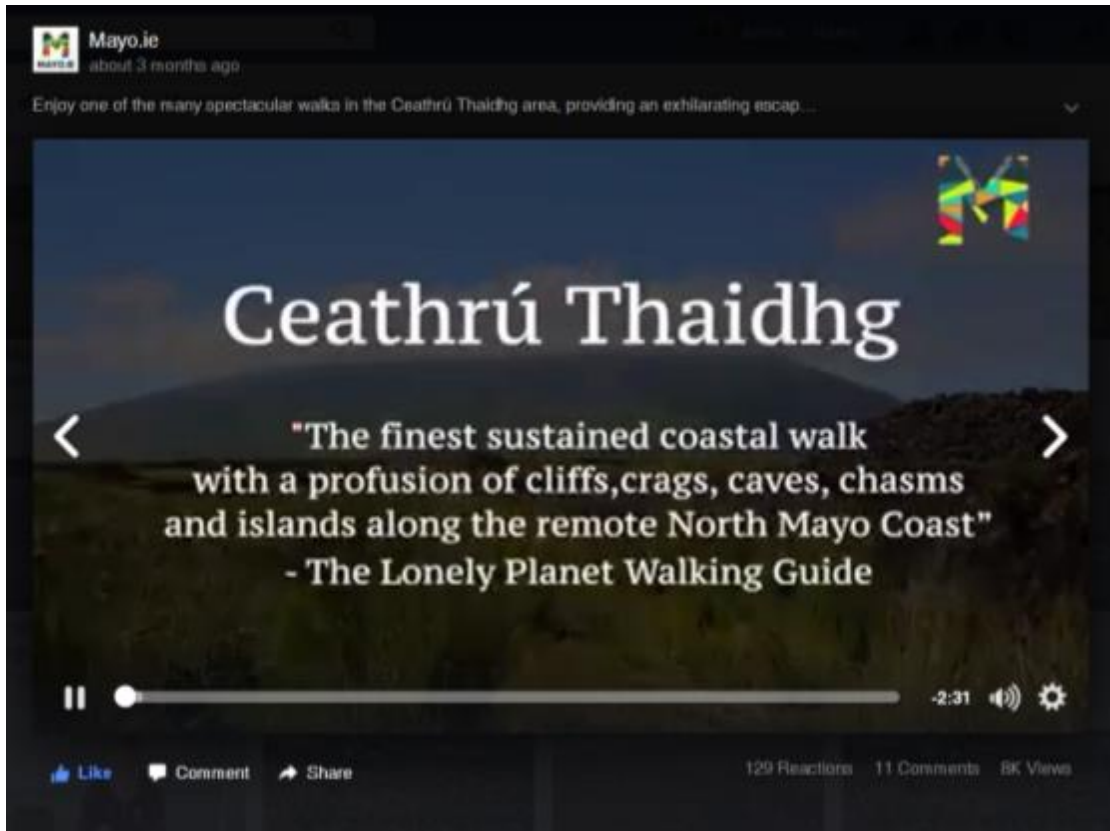 Mayo.ie
about 3 months ago
Enjoy one of the many spectacular walks in the Ceathrú Thaidhg area, providing an exhilarating escap...
Ceathrú Thaidhg
"The finest sustained coastal walk
with a profusion of cliffs,crags, caves, chasms
and islands along the remote North Mayo Coast”
- The Lonely Planet Walking Guide
-2:31
Like Comment Share 129 Reactions 11 Comments 8K Views